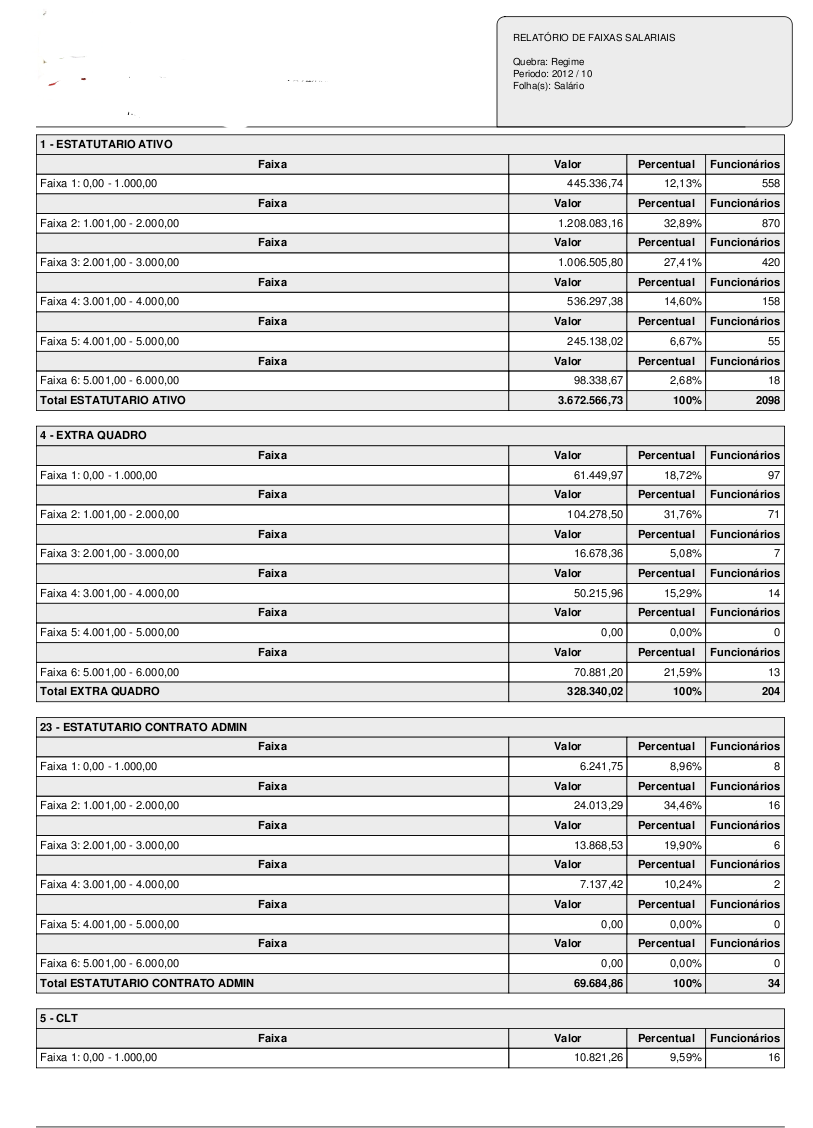 RELATÓRIO DE FAIXAS SALARIAIS
Quebra: Regime
Periodo: 2012 / 10
Folha(s): Salário
1 - ESTATUTARIO ATIVO
Faixa Valor Percentual Funcionários
Faixa 1: 0,00 - 1.000,00 445.336,74 12,13% 558
Faixa Valor Percentual Funcionários
Faixa 2: 1.001,00 - 2.000,00 1.208.083,16 32,89% 870
Faixa Valor Percentual Funcionários
Faixa 3: 2.001,00 - 3.000,00 1.006.505,80 27,41% 420
Faixa Valor Percentual Funcionários
Faixa 4: 3.001,00 - 4.000,00 536.297,38 14,60% 158
Faixa Valor Percentual Funcionários
Faixa 5: 4.001,00 - 5.000,00 245.138,02 6,67% 55
Faixa Valor Percentual Funcionários
Faixa 6: 5.001,00 - 6.000,00 98.338,67 2,68% 18
Total ESTATUTARIO ATIVO 3.672.566,73 100% 2098
4 - EXTRA QUADRO
Faixa Valor Percentual Funcionários
Faixa 1: 0,00 - 1.000,00 61.449,97 18,72% 97
Faixa Valor Percentual Funcionários
Faixa 2: 1.001,00 - 2.000,00 104.278,50 31,76% 71
Faixa Valor Percentual Funcionários
Faixa 3: 2.001,00 - 3.000,00 16.678,36 5,08% 7
Faixa Valor Percentual Funcionários
Faixa 4: 3.001,00 - 4.000,00 50.215,96 15,29% 14
Faixa Valor Percentual Funcionários
Faixa 5: 4.001,00 - 5.000,00 0,00 0,00% 0
Faixa Valor Percentual Funcionários
Faixa 6: 5.001,00 - 6.000,00 70.881,20 21,59% 13
Total EXTRA QUADRO 328.340,02 100% 204
23 - ESTATUTARIO CONTRATO ADMIN
Faixa Valor Percentual Funcionários
Faixa 1: 0,00 - 1.000,00 6.241,75 8,96% 8
Faixa Valor Percentual Funcionários
Faixa 2: 1.001,00 - 2.000,00 24.013,29 34,46% 16
Faixa Valor Percentual Funcionários
Faixa 3: 2.001,00 - 3.000,00 13.868,53 19,90% 6
Faixa Valor Percentual Funcionários
Faixa 4: 3.001,00 - 4.000,00 7.137,42 10,24% 2
Faixa Valor Percentual Funcionários
Faixa 5: 4.001,00 - 5.000,00 0,00 0,00% 0
Faixa Valor Percentual Funcionários
Faixa 6: 5.001,00 - 6.000,00 0,00 0,00% 0
Total ESTATUTARIO CONTRATO ADMIN 69.684,86 100% 34
5 - CLT
Faixa Valor Percentual Funcionários
Faixa 1: 0,00 - 1.000,00 10.821,26 9,59% 16